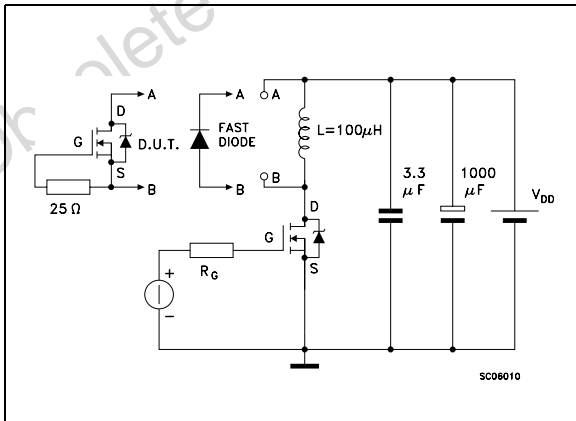 A
D
G
D.U.T.
S
B
25 Ω
A
FAST
DIODE
B
A
L=100μH
B
D
G
S
RG
+
-
3.3
μF
1000
μF
VDD
SC06010